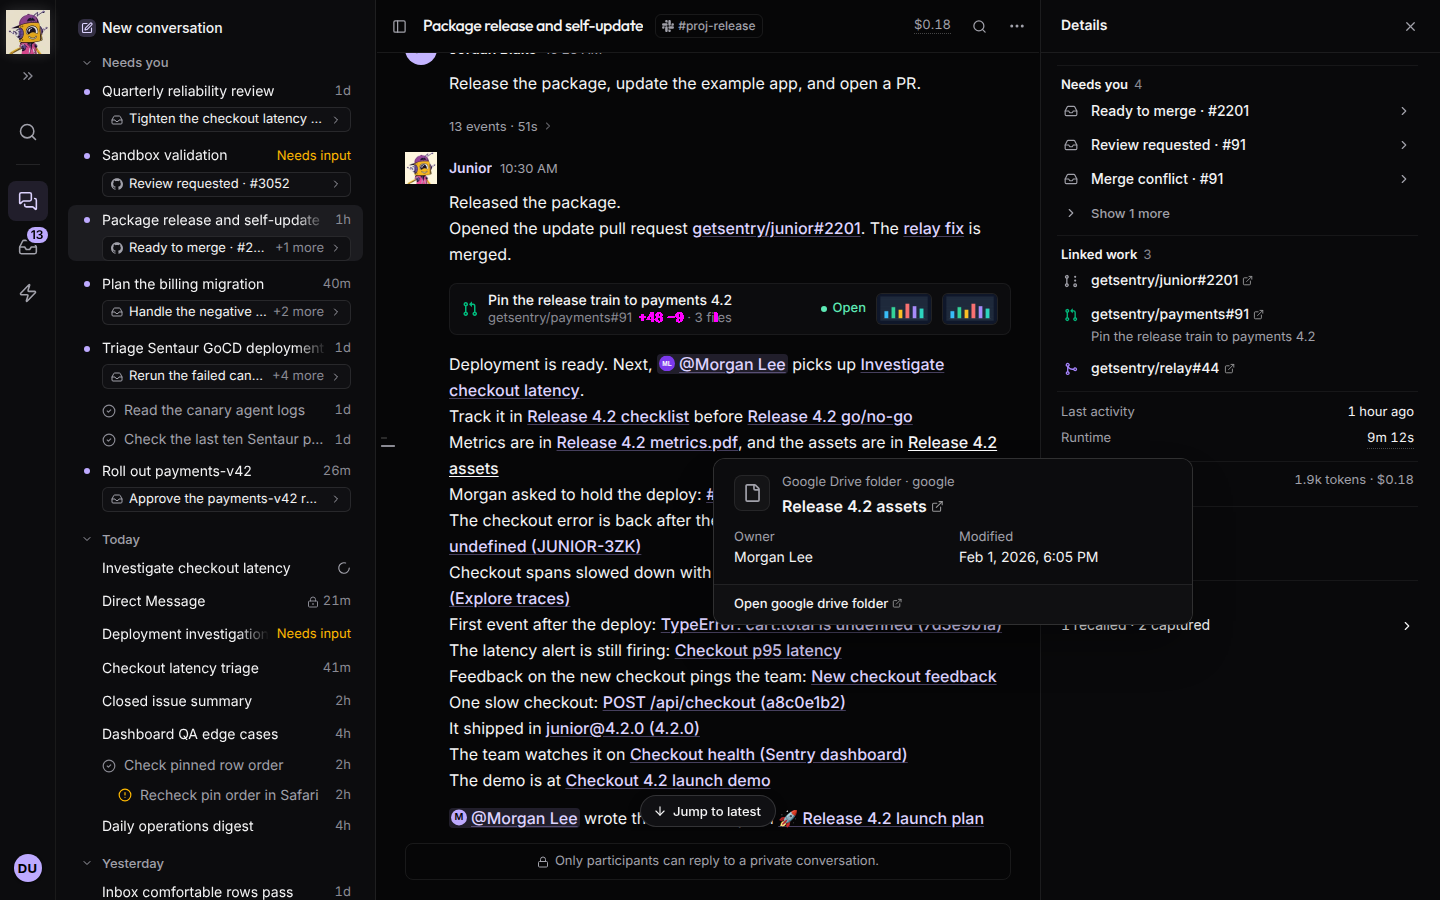 New conversation
Needs you
Quarterly reliability review 1d
Tighten the checkout latency ...
Sandbox validation Needs input
Review requested · #3052
Package release and self-update 1h
Ready to merge · #2... +1 more
Plan the billing migration 40m
Handle the negative ... +2 more
Triage Sentaur GoCD deployment 1d
Rerun the failed can... +4 more
Read the canary agent logs 1d
Check the last ten Sentaur p... 1d
Roll out payments-v42 26m
Approve the payments-v42 r...
Today
Investigate checkout latency
Direct Message 21m
Deployment investigation Needs input
Checkout latency triage 41m
Closed issue summary 2h
Dashboard QA edge cases 4h
Check pinned row order 2h
Recheck pin order in Safari 2h
Daily operations digest 4h
Yesterday
Inbox comfortable rows pass 1d
13
DU
Package release and self-update #proj-release $0.18
Release the package, update the example app, and open a PR.
13 events · 51s
Junior 10:30 AM
Released the package.
Opened the update pull request getsentry/junior#2201. The relay fix is
merged.
Pin the release train to payments 4.2
getsentry/payments#91 +48 −9 · 3 files
Open
Deployment is ready. Next, ML @Morgan Lee picks up Investigate
checkout latency.
Track it in Release 4.2 checklist before Release 4.2 go/no-go
Metrics are in Release 4.2 metrics.pdf, and the assets are in Release 4.2
assets
Morgan asked to hold the deploy: #
The checkout error is back after the
undefined (JUNIOR-3ZK)
Checkout spans slowed down with
(Explore traces)
First event after the deploy: TypeError: cart.total is undefined (7d3e9b1a)
The latency alert is still firing: Checkout p95 latency
Feedback on the new checkout pings the team: New checkout feedback
One slow checkout: POST /api/checkout (a8c0e1b2)
It shipped in junior@4.2.0 (4.2.0)
The team watches it on Checkout health (Sentry dashboard)
The demo is at Checkout 4.2 launch demo
M @Morgan Lee wrote th 🚀 Release 4.2 launch plan
Jump to latest
Only participants can reply to a private conversation.
Google Drive folder · google
Release 4.2 assets
Owner Modified
Morgan Lee Feb 1, 2026, 6:05 PM
Open google drive folder
Details
Needs you 4
Ready to merge · #2201
Review requested · #91
Merge conflict · #91
Show 1 more
Linked work 3
getsentry/junior#2201
getsentry/payments#91
Pin the release train to payments 4.2
getsentry/relay#44
Last activity 1 hour ago
Runtime 9m 12s
1.9k tokens · $0.18
1 recalled · 2 captured